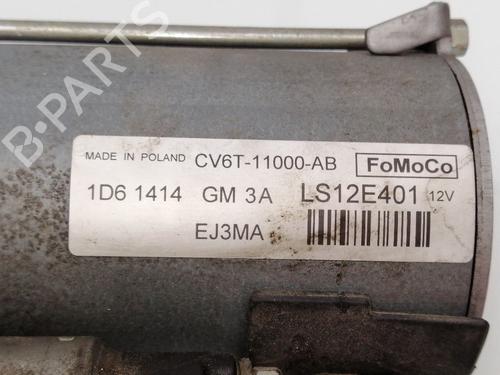 MADE IN POLAND CV6T-11000-AB FoMoCo
1D6 1414 GM 3A LS12E401 12V
EJ3MA
B-PARTS